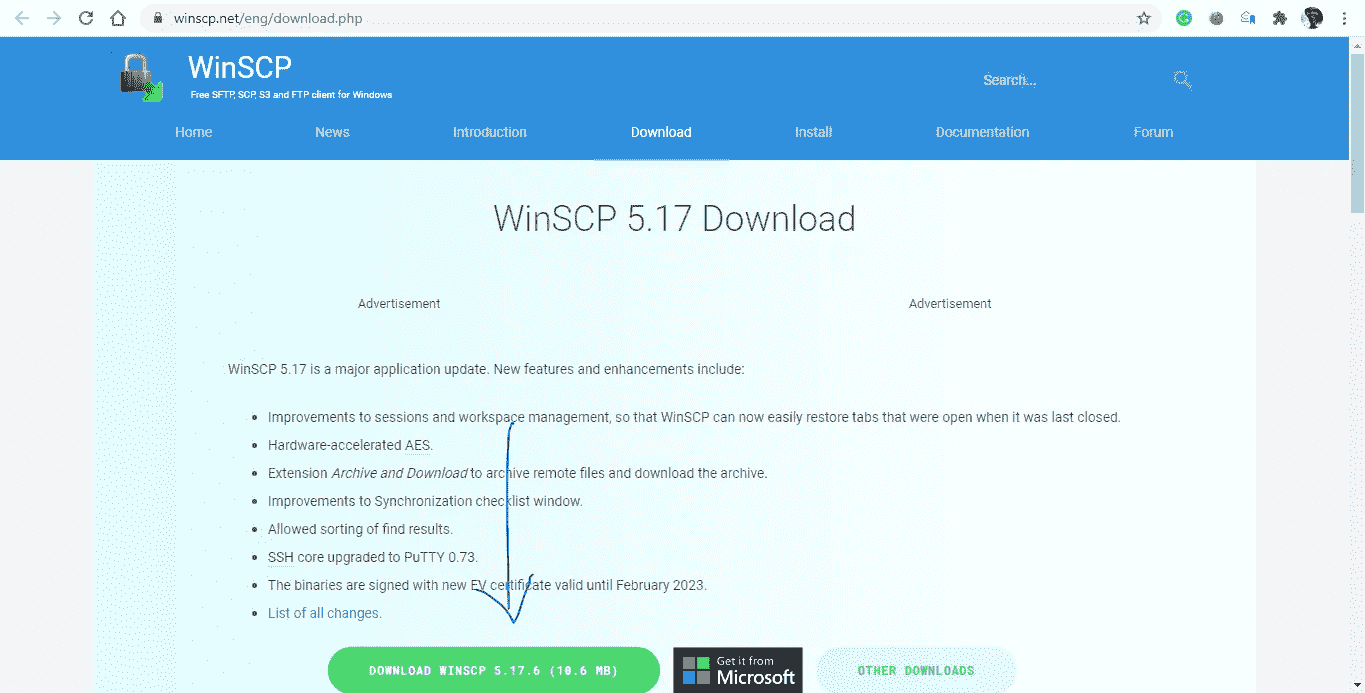 winscp.net/eng/download.php
WinSCP
Free SFTP, SCP, S3 and FTP client for Windows
Search...
Home News Introduction Download Install Documentation Forum
WinSCP 5.17 Download
Advertisement Advertisement
WinSCP 5.17 is a major application update. New features and enhancements include:
Improvements to sessions and workspace management, so that WinSCP can now easily restore tabs that were open when it was last closed.
Hardware-accelerated AES.
Extension Archive and Download to archive remote files and download the archive.
Improvements to Synchronization checklist window.
Allowed sorting of find results.
SSH core upgraded to PuTTY 0.73.
The binaries are signed with new EV certificate valid until February 2023.
List of all changes.
DOWNLOAD WINSCP 5.17.6 (10.6 MB)
Get it from
Microsoft
OTHER DOWNLOADS